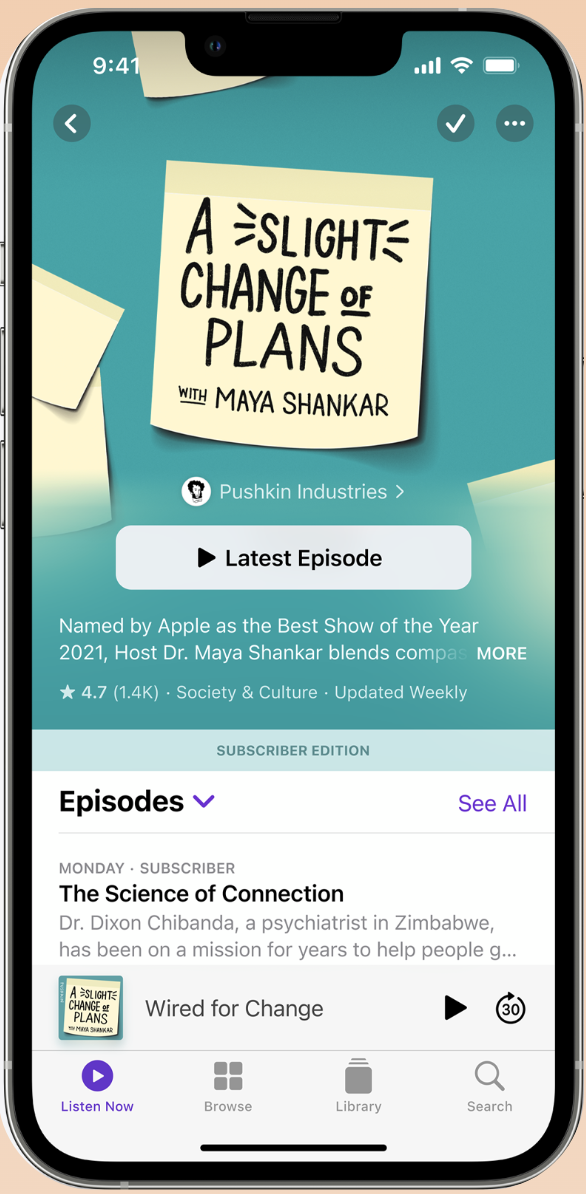 9:41
A SLIGHT
CHANGE OF
PLANS
WITH MAYA SHANKAR
Pushkin Industries
Latest Episode
Named by Apple as the Best Show of the Year
2021, Host Dr. Maya Shankar blends MORE
4.7 (1.4K) · Society & Culture · Updated Weekly
SUBSCRIBER EDITION
Episodes
See All
MONDAY · SUBSCRIBER
The Science of Connection
Dr. Dixon Chibanda, a psychiatrist in Zimbabwe,
has been on a mission for years to help people g...
A SLIGHT
CHANGE OF
PLANS
WITH MAYA SHANKAR
Wired for Change
30
Listen Now
Browse
Library
Search